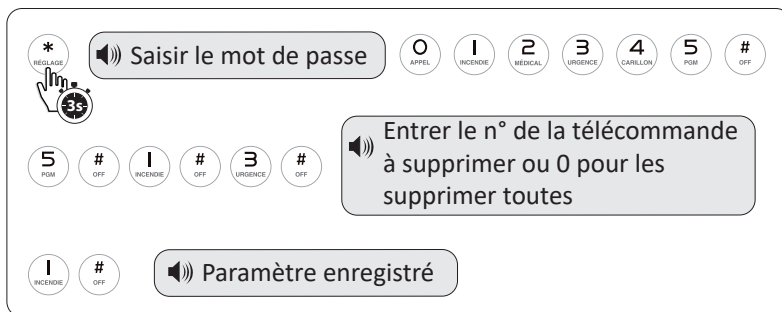 * Saisir le mot de passe 0 1 2 3 4 5 #
RÉGLAGE APPEL INCENDIE MÉDICAL URGENCE CARILLON PGM OFF
3s
Entrer le n° de la télécommande
à supprimer ou 0 pour les
supprimer toutes
5 # 1 # 3 #
PGM OFF INCENDIE OFF URGENCE OFF
1 # Paramètre enregistré
INCENDIE OFF